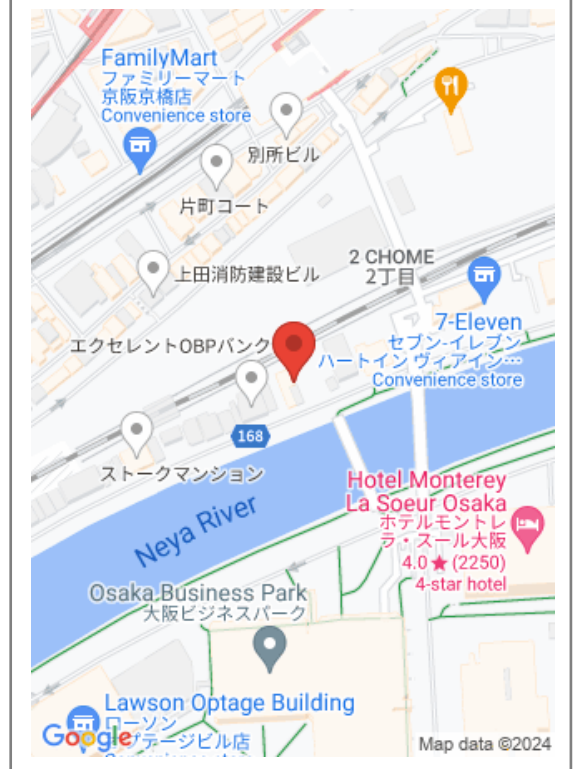 FamilyMart
ファミリーマート
京阪京橋店
Convenience store
別所ビル
片町コート
2 CHOME
2丁目
上田消防建設ビル
7-Eleven
セブン-イレブン
ハートイン ヴィアイン…
Convenience store
エクセレントOBPバンク
168
ストークマンション
Neya River
Hotel Monterey
La Soeur Osaka
ホテルモントレ
ラ・スール大阪
4.0★(2250)
4-star hotel
Osaka Business Park
大阪ビジネスパーク
Lawson Optage Building
ローソン
プテージビル店
Google
Map data ©2024